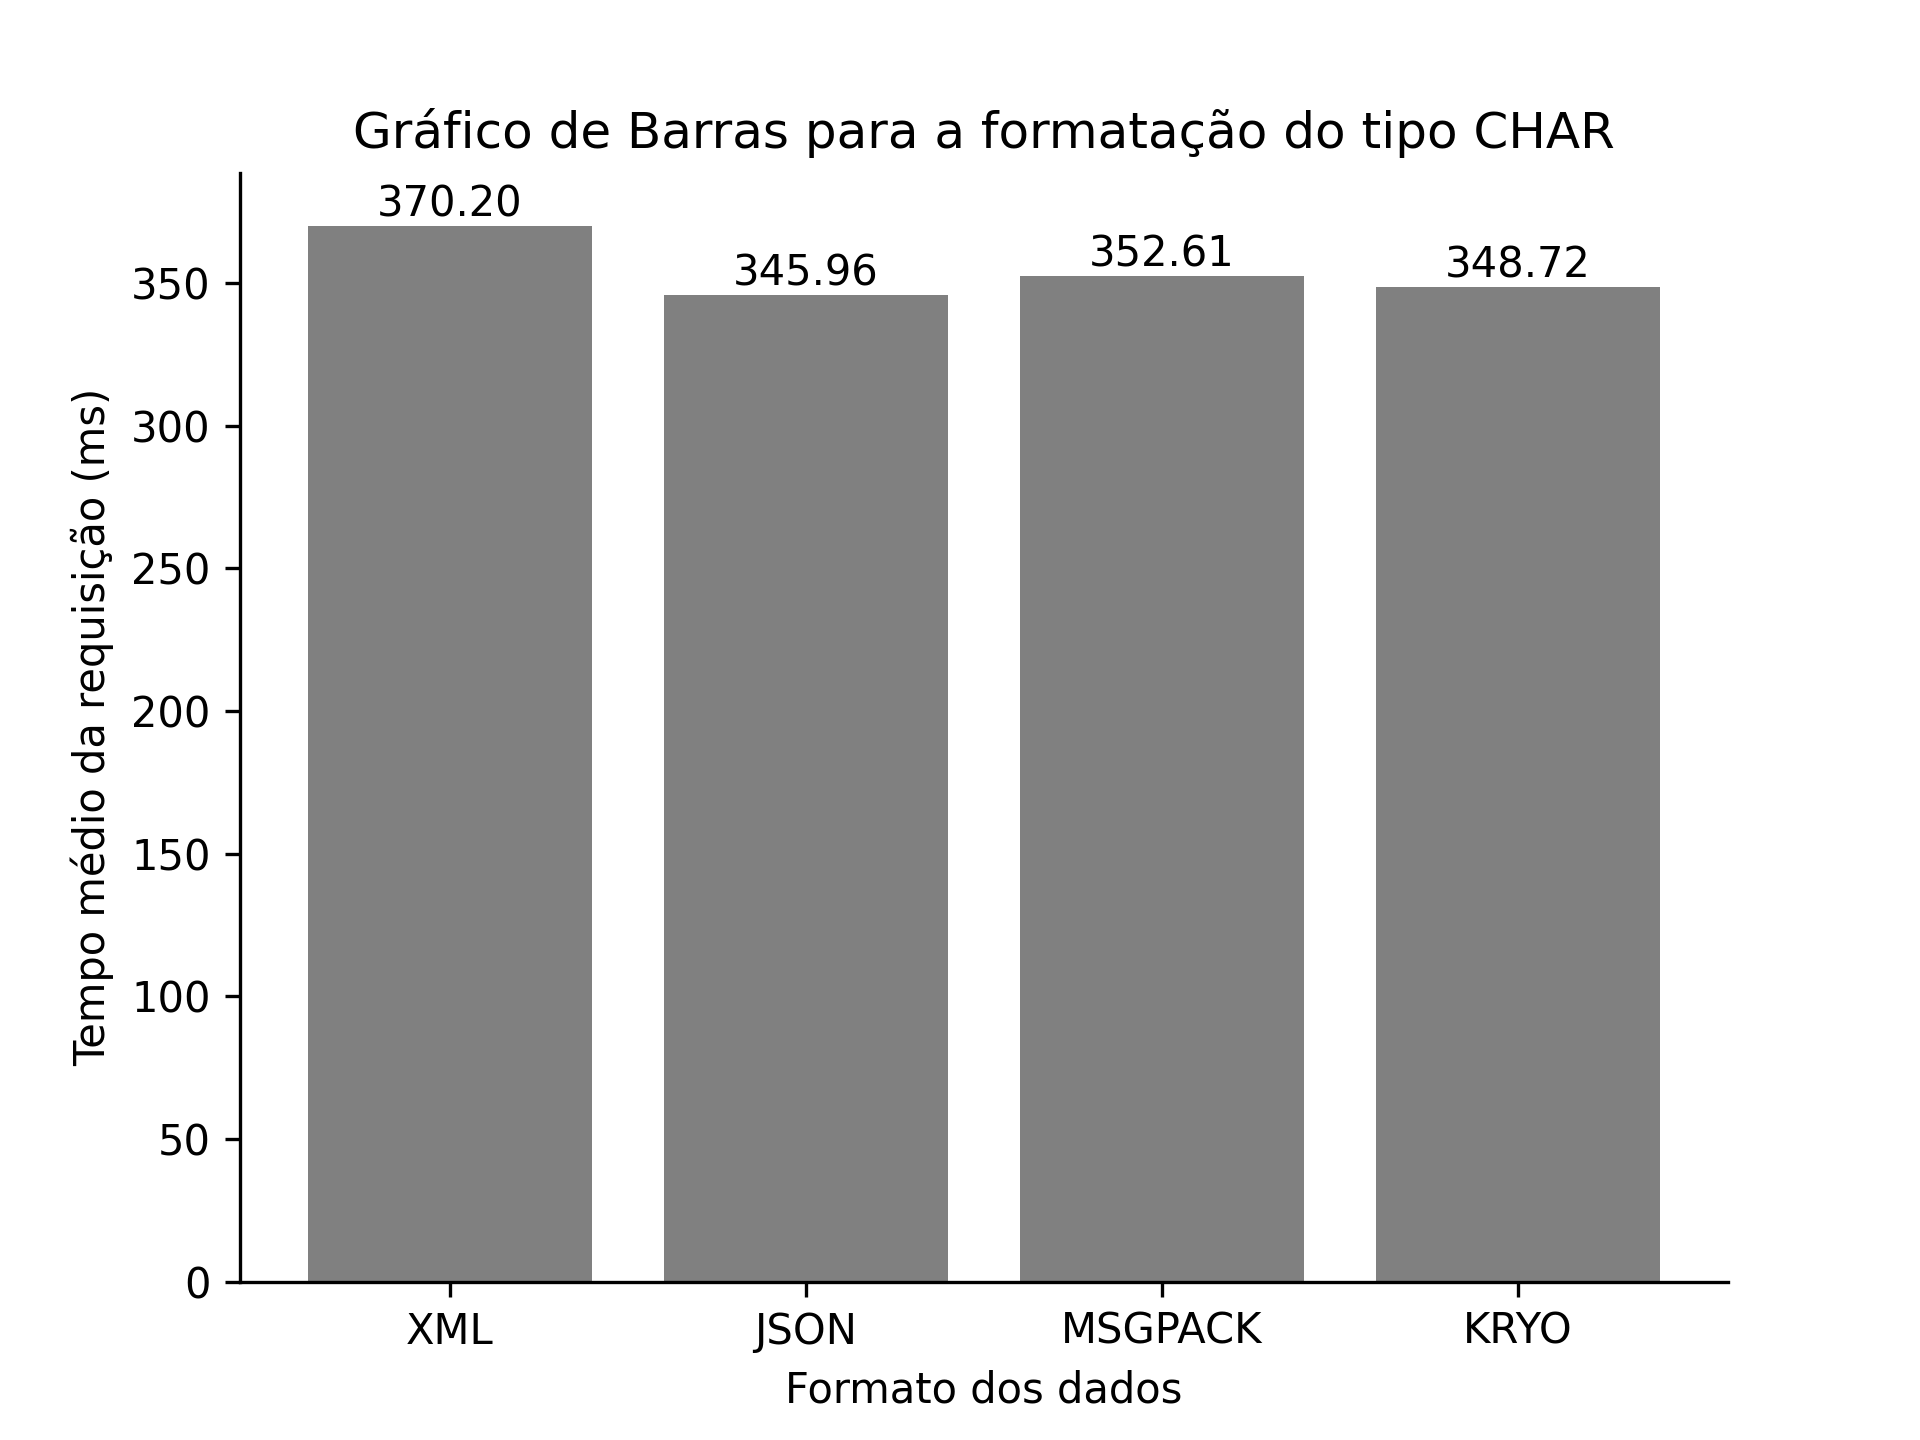 Gráfico de Barras para a formatação do tipo CHAR
370.20
345.96
352.61
348.72
Tempo médio da requisição (ms)
350
300
250
200
150
100
50
0
XML
JSON
MSGPACK
KRYO
Formato dos dados